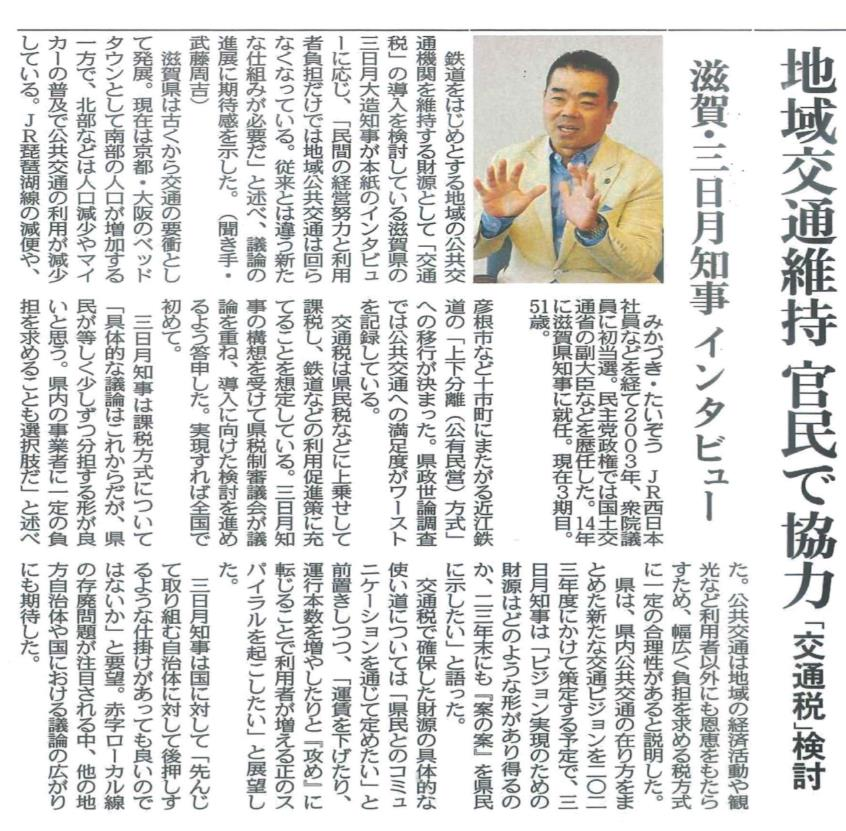 地域交通維持 官民で協力 「交通税」検討
滋賀・三日月知事 インタビュー
鉄道をはじめとする地域の公共交
通機関を維持する財源として「交通
税」の導入を検討している滋賀県の
三日月大造知事が本紙のインタビュ
ーに応じ、「民間の経営努力と利用
者負担だけでは地域公共交通は回ら
なくなっている。従来とは違う新た
な仕組みが必要だ」と述べ、議論の
進展に期待感を示した。（聞き手・
武藤周吉）
滋賀県は古くから交通の要衝とし
て発展。現在は京都・大阪のベッド
タウンとして南部の人口が増加する
一方で、北部などは人口減少やマイ
カーの普及で公共交通の利用が減少
している。ＪＲ琵琶湖線の減便や、
みかづき・たいぞう ＪＲ西日本
社員などを経て2003年、衆院議
員に初当選。民主党政権では国土交
通省の副大臣などを歴任した。14年
に滋賀県知事に就任。現在3期目。
51歳。
彦根市など十市町にまたがる近江鉄
道の「上下分離（公有民営）方式」
への移行が決まった。県政世論調査
では公共交通への満足度がワースト
を記録している。
交通税は県民税などに上乗せして
課税し、鉄道などの利用促進策に充
てることを想定している。三日月知
事の構想を受けて県税制審議会が議
論を重ね、導入に向けた検討を進め
るよう答申した。実現すれば全国で
初めて。
三日月知事は課税方式について
「具体的な議論はこれからだが、県
民が等しく少しずつ分担する形が良
いと思う。県内の事業者に一定の負
担を求めることも選択肢だ」と述べ
た。公共交通は地域の経済活動や観
光など利用者以外にも恩恵をもたら
すため、幅広く負担を求める税方式
に一定の合理性があると説明した。
県は、県内公共交通の在り方をま
とめた新たな交通ビジョンを二〇二
三年度にかけて策定する予定で、三
日月知事は「ビジョン実現のための
財源はどのような形があり得るの
か、二三年末にも『案の案』を県民
に示したい」と語った。
交通税で確保した財源の具体的な
使い道については「県民とのコミュ
ニケーションを通じて定めたい」と
前置きしつつ、「運賃を下げたり、
運行本数を増やしたりと『攻め』に
転じることで利用者が増える正のス
パイラルを起こしたい」と展望し
た。
三日月知事は国に対して「先んじ
て取り組む自治体に対して後押しす
るような仕掛けがあっても良いので
はないか」と要望。赤字ローカル線
の存廃問題が注目される中、他の地
方自治体や国における議論の広がり
にも期待した。